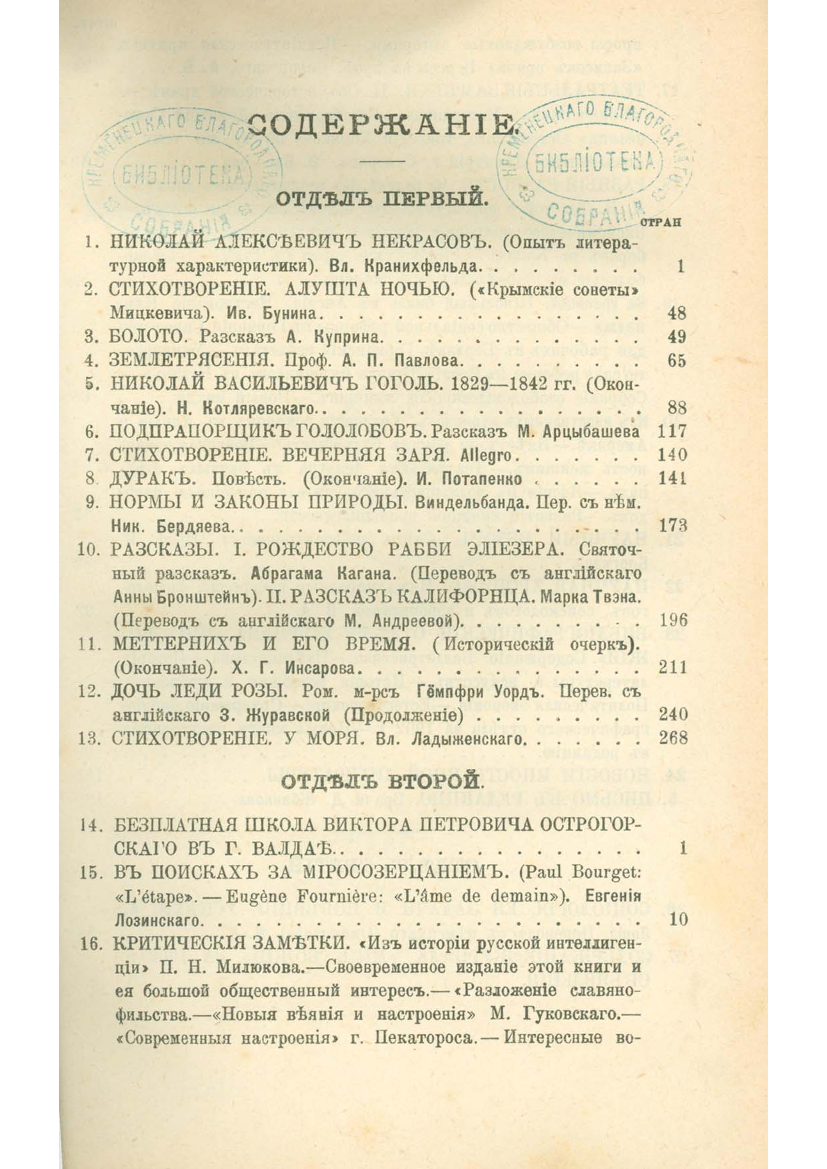 СОДЕРЖАНІЕ.
КРЕМЕНЕЦКАГО БЛАГОРОДНАГО
(БИБЛІОТЕКА)
СОБРАНІЯ
КРЕМЕНЕЦКАГО БЛАГОРОДНАГО
(БИБЛІОТЕКА)
СОБРАНІЯ
ОТДѢЛЪ ПЕРВЫЙ.
СТРАН
1. НИКОЛАЙ АЛЕКСѢЕВИЧЪ НЕКРАСОВЪ. (Опытъ литера-
турной характеристики). Вл. Кранихфельда. . . . . . . . . 1
2. СТИХОТВОРЕНІЕ. АЛУШТА НОЧЬЮ. («Крымскіе сонеты»
Мицкевича). Ив. Бунина. . . . . . . . . . . . . . . . . 48
3. БОЛОТО. Разсказъ А. Куприна. . . . . . . . . . . . . . 49
4. ЗЕМЛЕТРЯСЕНІЯ. Проф. А. П. Павлова. . . . . . . . . . 65
5. НИКОЛАЙ ВАСИЛЬЕВИЧЪ ГОГОЛЬ. 1829—1842 гг. (Окон-
чаніе). Н. Котляревскаго. . . . . . . . . . . . . . . . . 88
6. ПОДПРАПОРЩИКЪ ГОЛОЛОБОВЪ. Разсказъ М. Арцыбашева 117
7. СТИХОТВОРЕНІЕ. ВЕЧЕРНЯЯ ЗАРЯ. Allegro. . . . . . . 140
8 ДУРАКЪ. Повѣсть. (Окончаніе). И. Потапенко . . . . . . 141
9. НОРМЫ И ЗАКОНЫ ПРИРОДЫ. Виндельбанда. Пер. съ нѣм.
Ник. Бердяева. . . . . . . . . . . . . . . . . . . . . . 173
10. РАЗСКАЗЫ. I. РОЖДЕСТВО РАББИ ЭЛІЕЗЕРА. Святоч-
ный разсказъ. Абрагама Кагана. (Переводъ съ англійскаго
Анны Бронштейнъ). II. РАЗСКАЗЪ КАЛИФОРНЦА. Марка Твэна.
(Переводъ съ англійскаго М. Андреевой). . . . . . . . . . 196
11. МЕТТЕРНИХЪ И ЕГО ВРЕМЯ. (Историческій очеркъ).
(Окончаніе). Х. Г. Инсарова. . . . . . . . . . . . . . . 211
12. ДОЧЬ ЛЕДИ РОЗЫ. Ром. м-рсъ Гёмпфри Уордъ. Перев. съ
англійскаго З. Журавской (Продолженіе) . . . . . . . . . 240
13. СТИХОТВОРЕНІЕ. У МОРЯ. Вл. Ладыженскаго. . . . . . . 268
ОТДѢЛЪ ВТОРОЙ.
14. БЕЗПЛАТНАЯ ШКОЛА ВИКТОРА ПЕТРОВИЧА ОСТРОГОР-
СКАГО ВЪ Г. ВАЛДАѢ. . . . . . . . . . . . . . . . . 1
15. ВЪ ПОИСКАХЪ ЗА МІРОСОЗЕРЦАНІЕМЪ. (Paul Bourget:
«L'étape». — Eugène Fournière: «L'âme de demain»). Евгенія
Лозинскаго. . . . . . . . . . . . . . . . . . . . . . . 10
16. КРИТИЧЕСКІЯ ЗАМѢТКИ. «Изъ исторіи русской интеллиген-
ціи» П. Н. Милюкова.—Своевременное изданіе этой книги и
ея большой общественный интересъ.—«Разложеніе славяно-
фильства.—«Новыя вѣянія и настроенія» М. Гуковскаго.—
«Современныя настроенія» г. Пекатороса.—Интересные во-